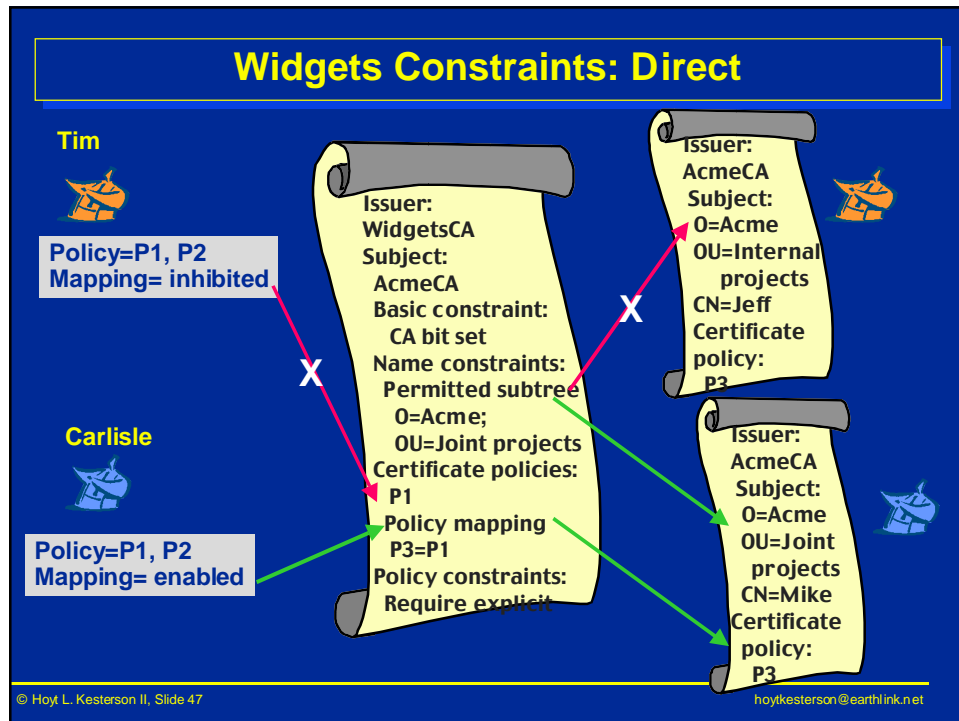 Widgets Constraints: Direct
Tim
Policy=P1, P2
Mapping= inhibited
Carlisle
Policy=P1, P2
Mapping= enabled
X
Issuer:
WidgetsCA
Subject:
AcmeCA
Basic constraint:
CA bit set
Name constraints:
Permitted subtree
O=Acme;
OU=Joint projects
Certificate policies:
P1
Policy mapping
P3=P1
Policy constraints:
Require explicit
X
Issuer:
AcmeCA
Subject:
O=Acme
OU=Internal
projects
CN=Jeff
Certificate
policy:
P3
Issuer:
AcmeCA
Subject:
O=Acme
OU=Joint
projects
CN=Mike
Certificate
policy:
P3
© Hoyt L. Kesterson II, Slide 47
hoytkesterson@earthlink.net